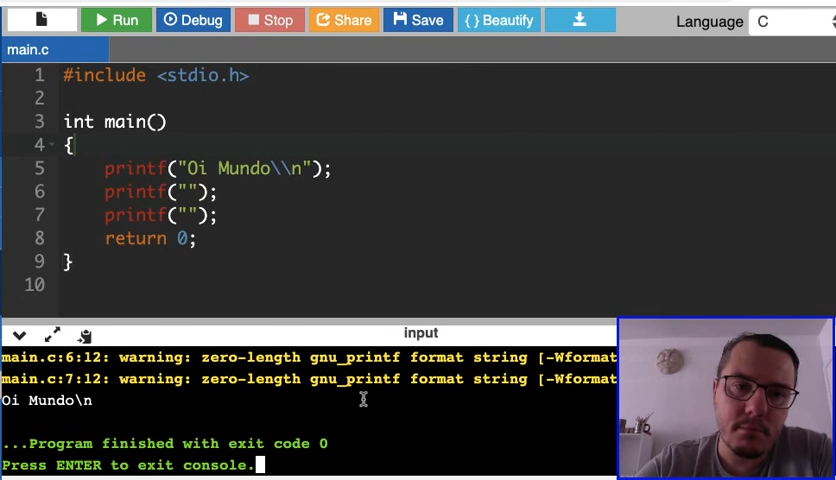 Run Debug Stop Share Save { } Beautify Language C
main.c
1 #include <stdio.h>
2
3 int main()
4 {
5 printf("Oi Mundo\\n");
6 printf("");
7 printf("");
8 return 0;
9 }
10
input
main.c:6:12: warning: zero-length gnu_printf format string [-Wformat
main.c:7:12: warning: zero-length gnu_printf format string [-Wformat
Oi Mundo\n
...Program finished with exit code 0
Press ENTER to exit console.